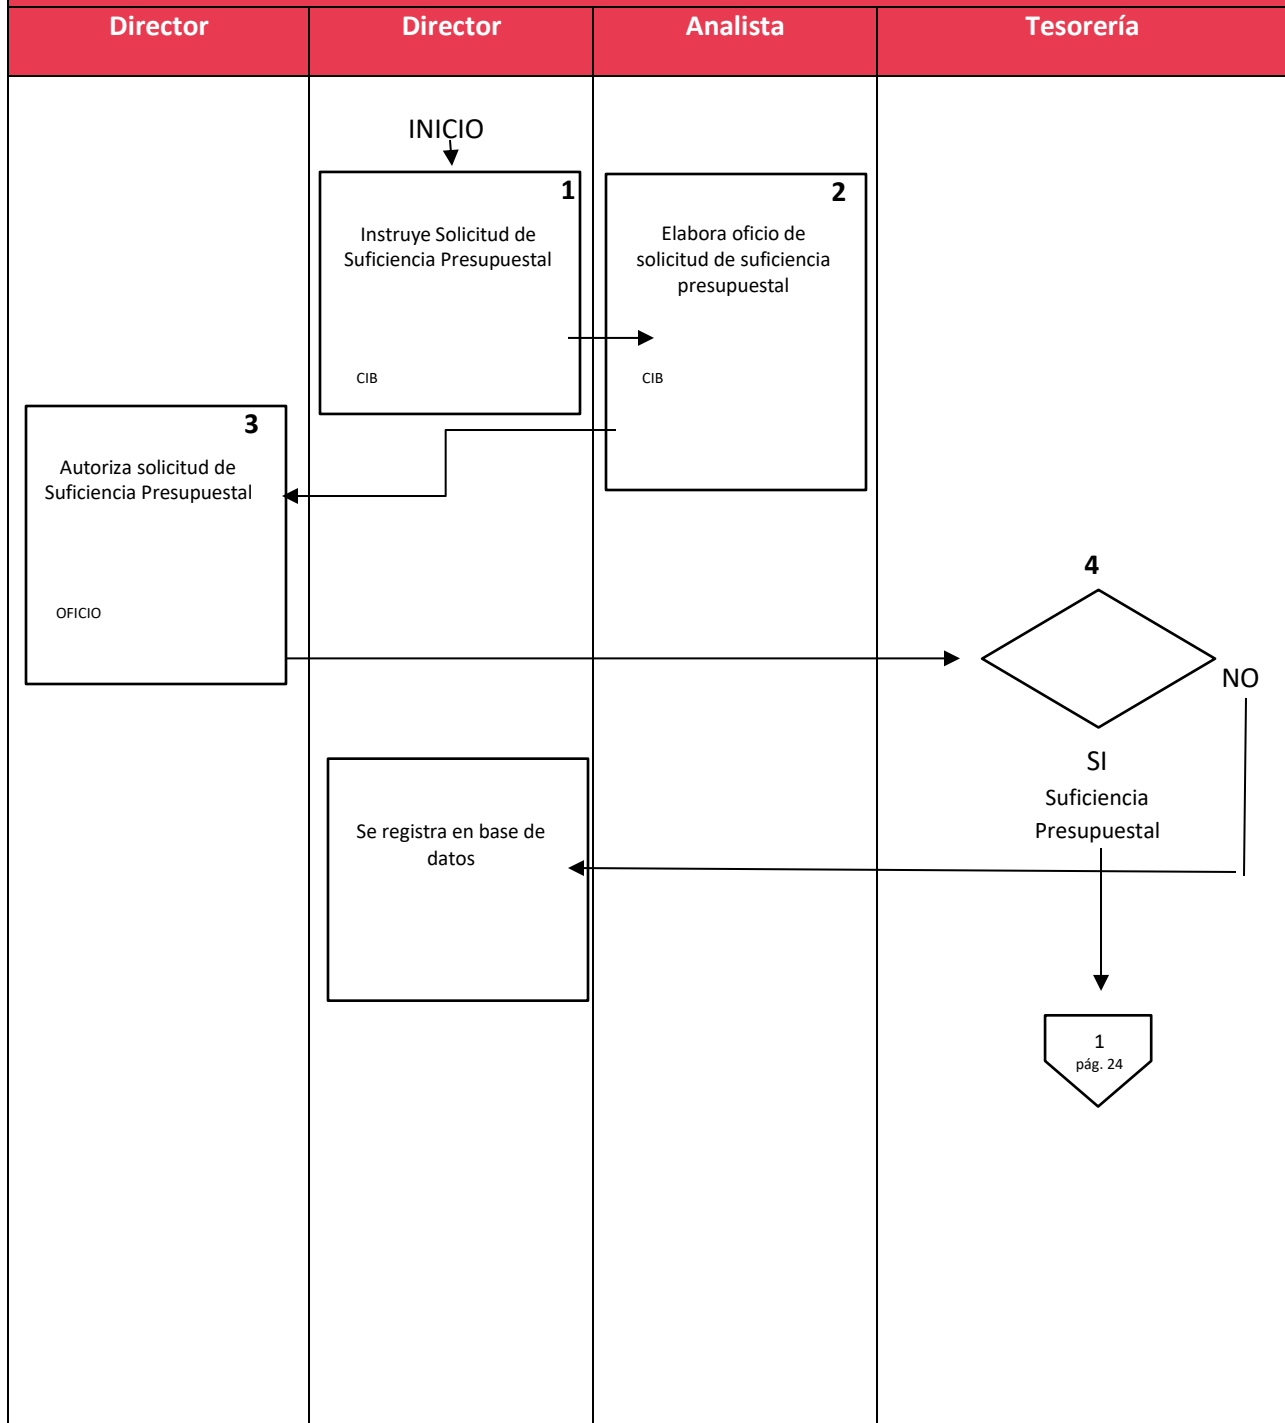 Director
Director
Analista
Tesorería
INICIO
1
Instruye Solicitud de
Suficiencia Presupuestal
CIB
2
Elabora oficio de
solicitud de suficiencia
presupuestal
CIB
3
Autoriza solicitud de
Suficiencia Presupuestal
OFICIO
4
NO
SI
Suficiencia
Presupuestal
Se registra en base de
datos
1
pág. 24